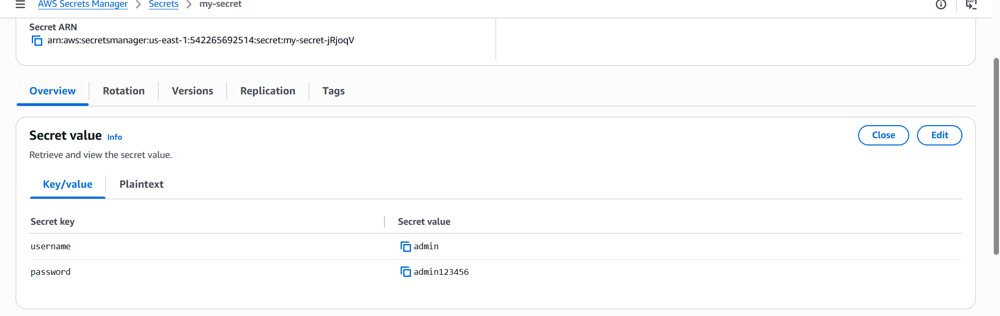 AWS Secrets Manager > Secrets > my-secret
Secret ARN
arn:aws:secretsmanager:us-east-1:542265692514:secret:my-secret-jRjoqV
Overview Rotation Versions Replication Tags
Secret value Info
Close Edit
Retrieve and view the secret value.
Key/value Plaintext
Secret key Secret value
username admin
password admin123456